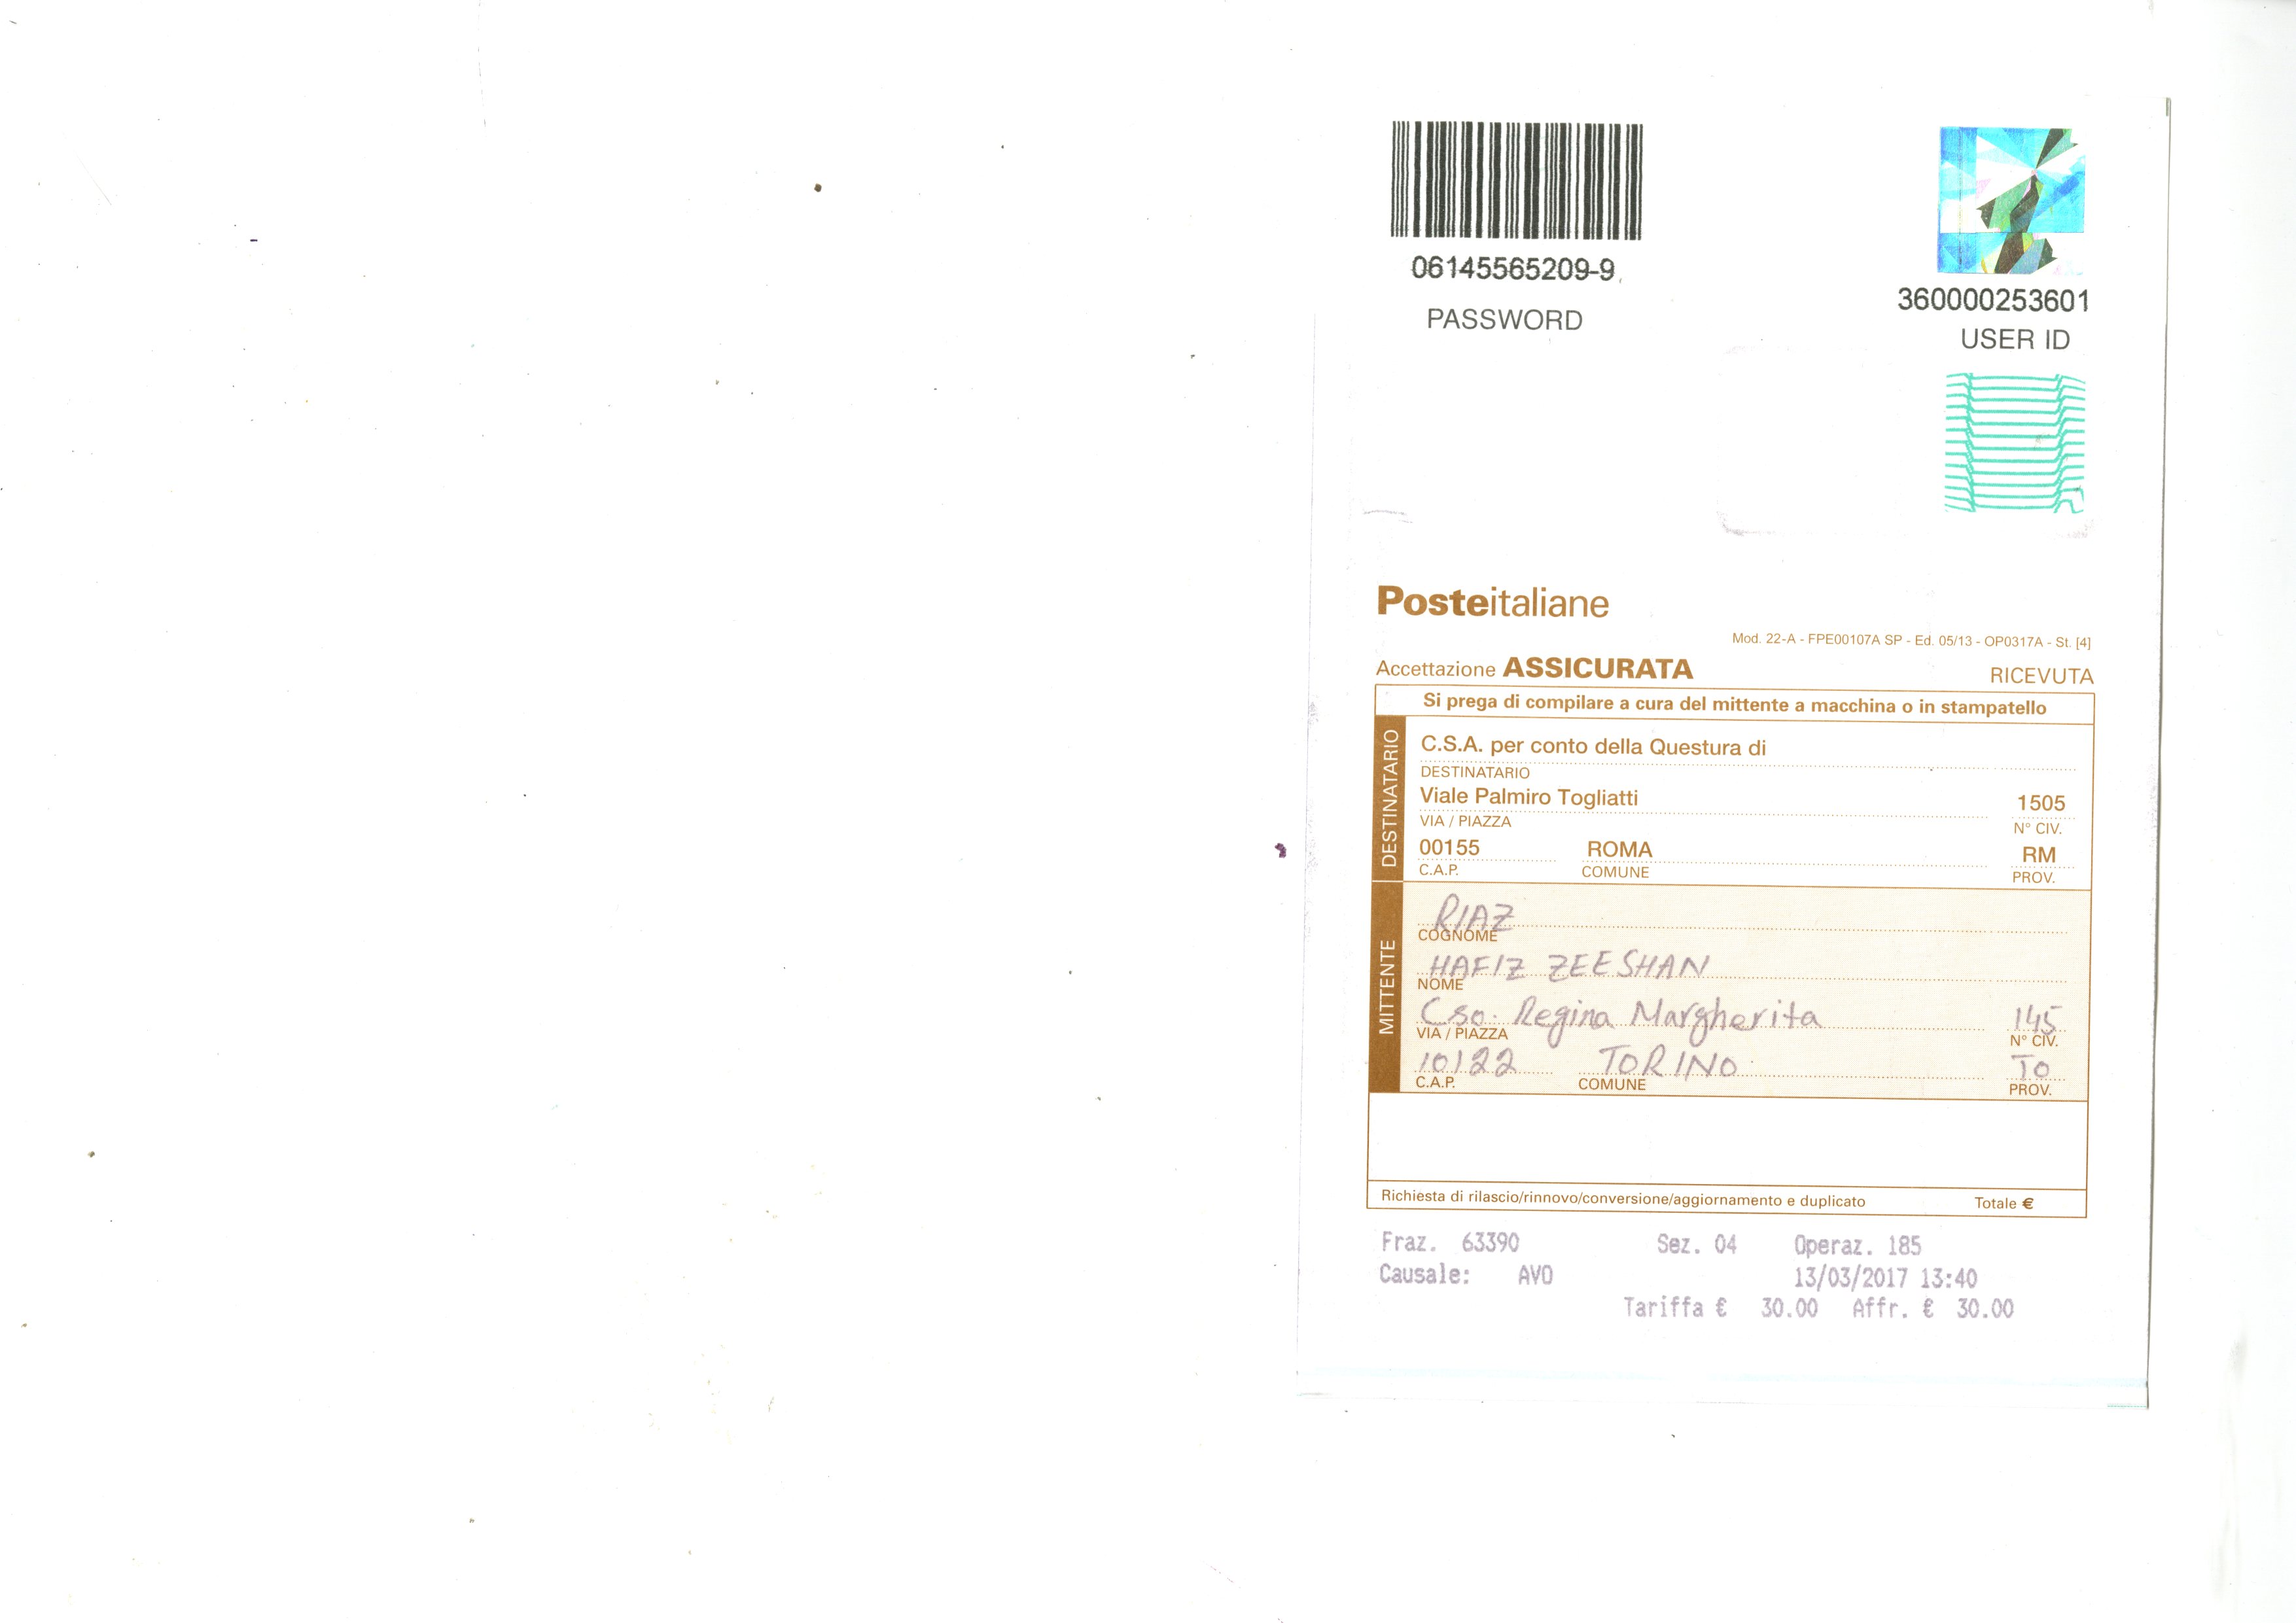 06145565209-9
PASSWORD
360000253601
USER ID
Posteitaliane
Mod. 22-A - FPE00107A SP - Ed. 05/13 - OP0317A - St. [4]
Accettazione ASSICURATA RICEVUTA
Si prega di compilare a cura del mittente a macchina o in stampatello
DESTINATARIO
C.S.A. per conto della Questura di
DESTINATARIO
Viale Palmiro Togliatti 1505
VIA / PIAZZA N° CIV.
00155 ROMA RM
C.A.P. COMUNE PROV.
MITTENTE
RIAZ
COGNOME
HAFIZ ZEESHAN
NOME
Cso. Regina Margherita 145
VIA / PIAZZA N° CIV.
10122 TORINO TO
C.A.P. COMUNE PROV.
Richiesta di rilascio/rinnovo/conversione/aggiornamento e duplicato Totale €
Fraz. 63390 Sez. 04 Operaz. 185
Causale: AVO 13/03/2017 13:40
Tariffa € 30.00 Affr. € 30.00